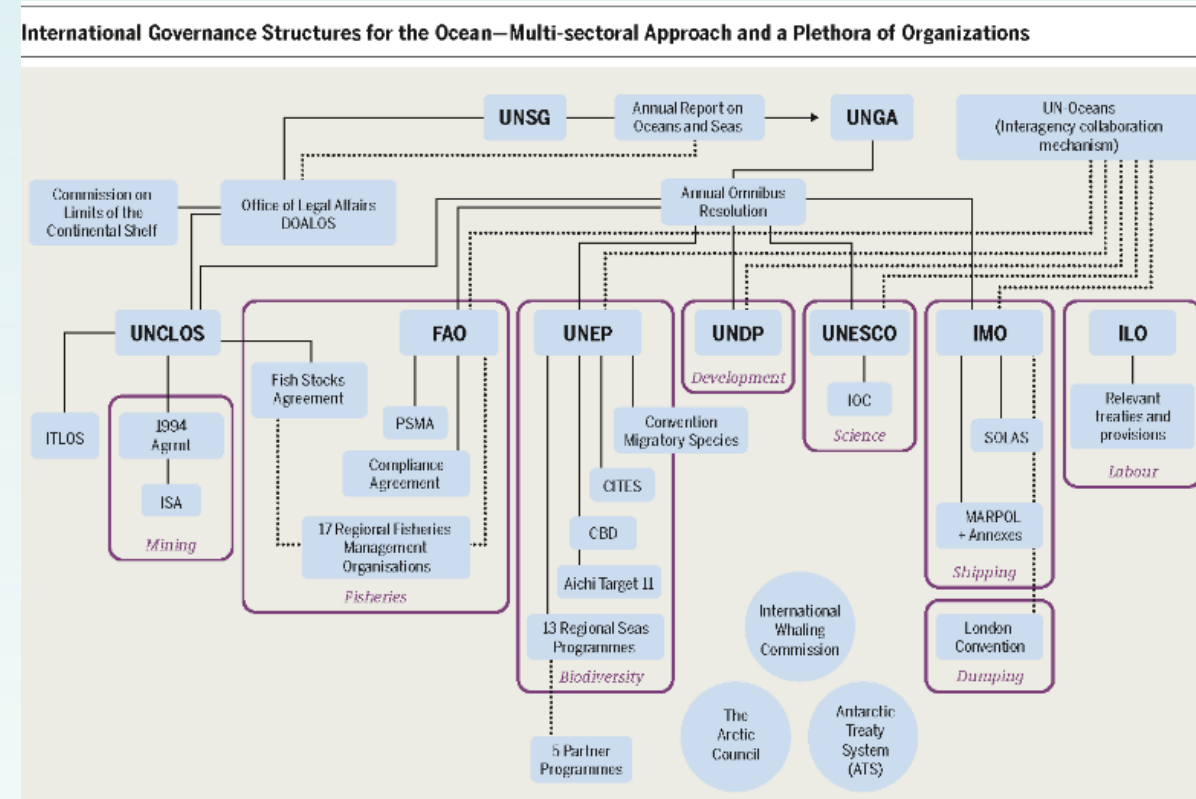 International Governance Structures for the Ocean—Multi-sectoral Approach and a Plethora of Organizations
UNSG
Annual Report on
Oceans and Seas
UNGA
UN-Oceans
(Interagency collaboration
mechanism)
Commission on
Limits of the
Continental Shelf
Office of Legal Affairs
DOALOS
Annual Omnibus
Resolution
UNCLOS
FAO
UNEP
UNDP
Development
UNESCO
IMO
ILO
Fish Stocks
Agreement
ITLOS
1994
Agrmt
ISA
Mining
PSMA
Compliance
Agreement
17 Regional Fisheries
Management
Organisations
Fisheries
Convention
Migratory Species
CITES
CBD
Aichi Target 11
13 Regional Seas
Programmes
Biodiversity
5 Partner
Programmes
IOC
Science
SOLAS
MARPOL
+ Annexes
Shipping
London
Convention
Dumping
Relevant
treaties and
provisions
Labour
International
Whaling
Commission
The
Arctic
Council
Antarctic
Treaty
System
(ATS)